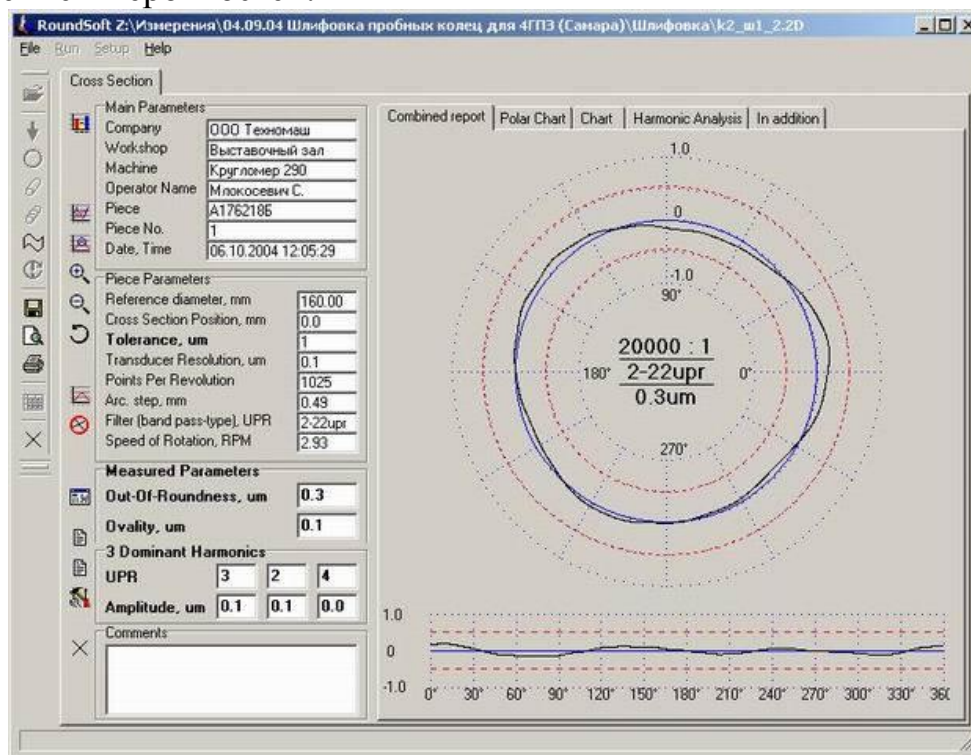 RoundSoft Z:\Измерения\04.09.04 Шлифовка пробных колец для 4ГПЗ (Самара)\Шлифовка\k2_ш1_2.2D
File Run Setup Help
Cross Section
Main Parameters
Company ООО Техномаш
Workshop Выставочный зал
Machine Кругломер 290
Operator Name Млокосевич С.
Piece А176218Б
Piece No. 1
Date, Time 06.10.2004 12:05:29
Piece Parameters
Reference diameter, mm 160.00
Cross Section Position, mm 0.0
Tolerance, um 1
Transducer Resolution, um 0.1
Points Per Revolution 1025
Arc. step, mm 0.49
Filter (band pass-type), UPR 2-22upr
Speed of Rotation, RPM 2.93
Measured Parameters
Out-Of-Roundness, um 0.3
Ovality, um 0.1
3 Dominant Harmonics
UPR 3 2 4
Amplitude, um 0.1 0.1 0.0
Comments
Combined report Polar Chart Chart Harmonic Analysis In addition
1.0
0
-1.0
90°
20000 : 1
180° 2-22upr 0°
0.3um
270°
1.0
0
-1.0
0° 30° 60° 90° 120° 150° 180° 210° 240° 270° 300° 330° 36(